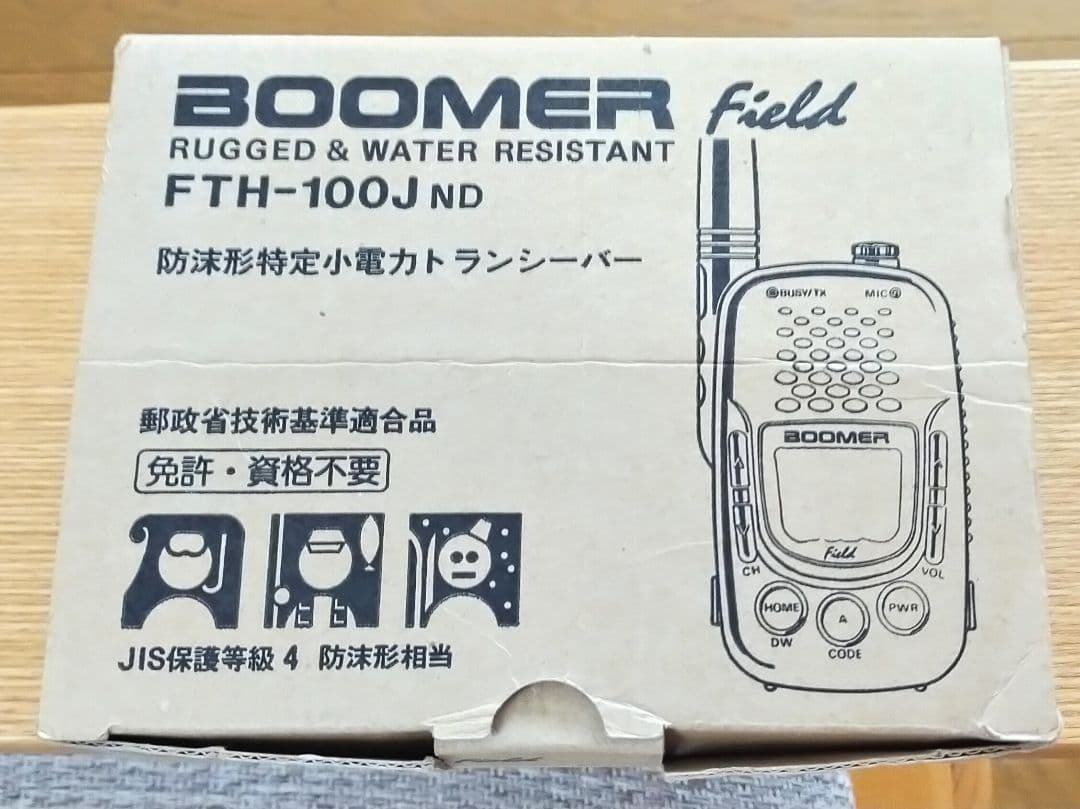 BOOMER Field
RUGGED & WATER RESISTANT
FTH-100J ND
防沫形特定小電力トランシーバー
郵政省技術基準適合品
免許・資格不要
JIS保護等級4 防沫形相当
BUSY/TX MIC
BOOMER
Field
CH VOL
HOME A PWR
DW CODE
Field